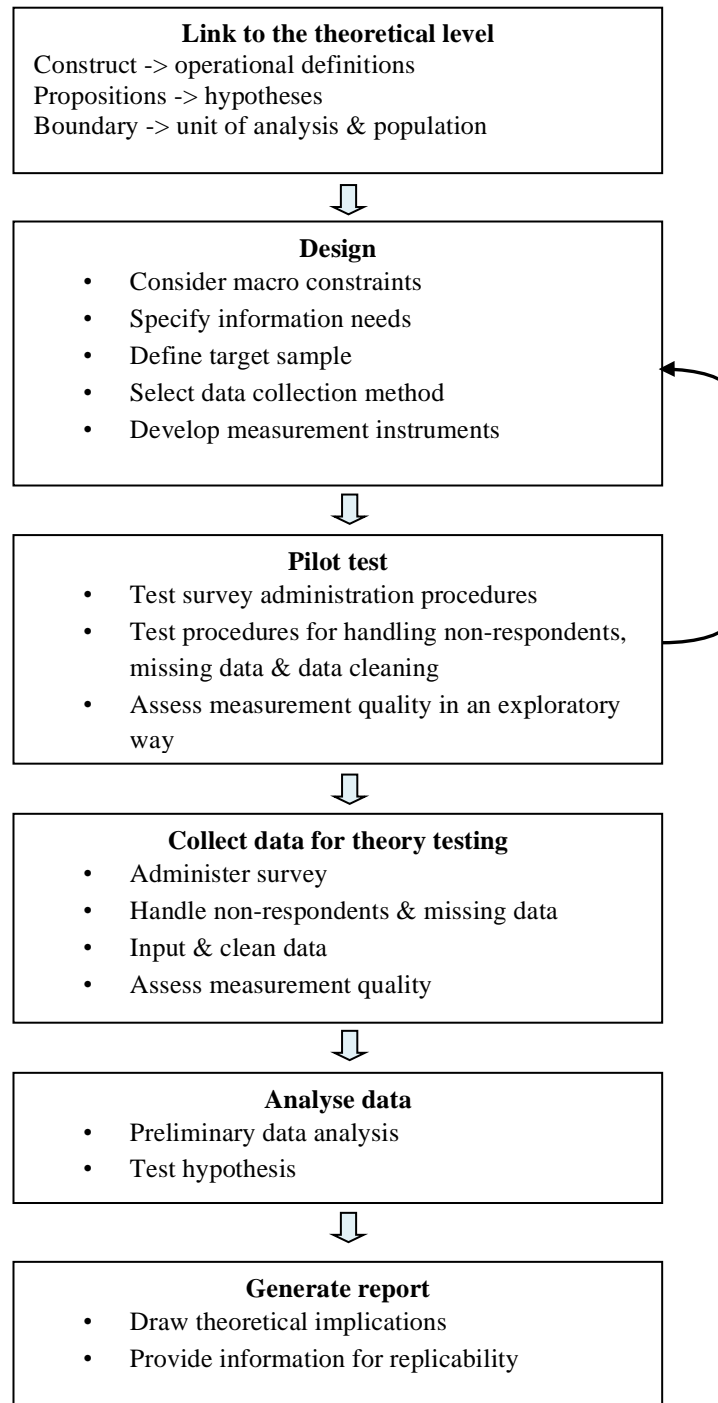 Link to the theoretical level
Construct -> operational definitions
Propositions -> hypotheses
Boundary -> unit of analysis & population
Design
• Consider macro constraints
• Specify information needs
• Define target sample
• Select data collection method
• Develop measurement instruments
Pilot test
• Test survey administration procedures
• Test procedures for handling non-respondents,
missing data & data cleaning
• Assess measurement quality in an exploratory
way
Collect data for theory testing
• Administer survey
• Handle non-respondents & missing data
• Input & clean data
• Assess measurement quality
Analyse data
• Preliminary data analysis
• Test hypothesis
Generate report
• Draw theoretical implications
• Provide information for replicability